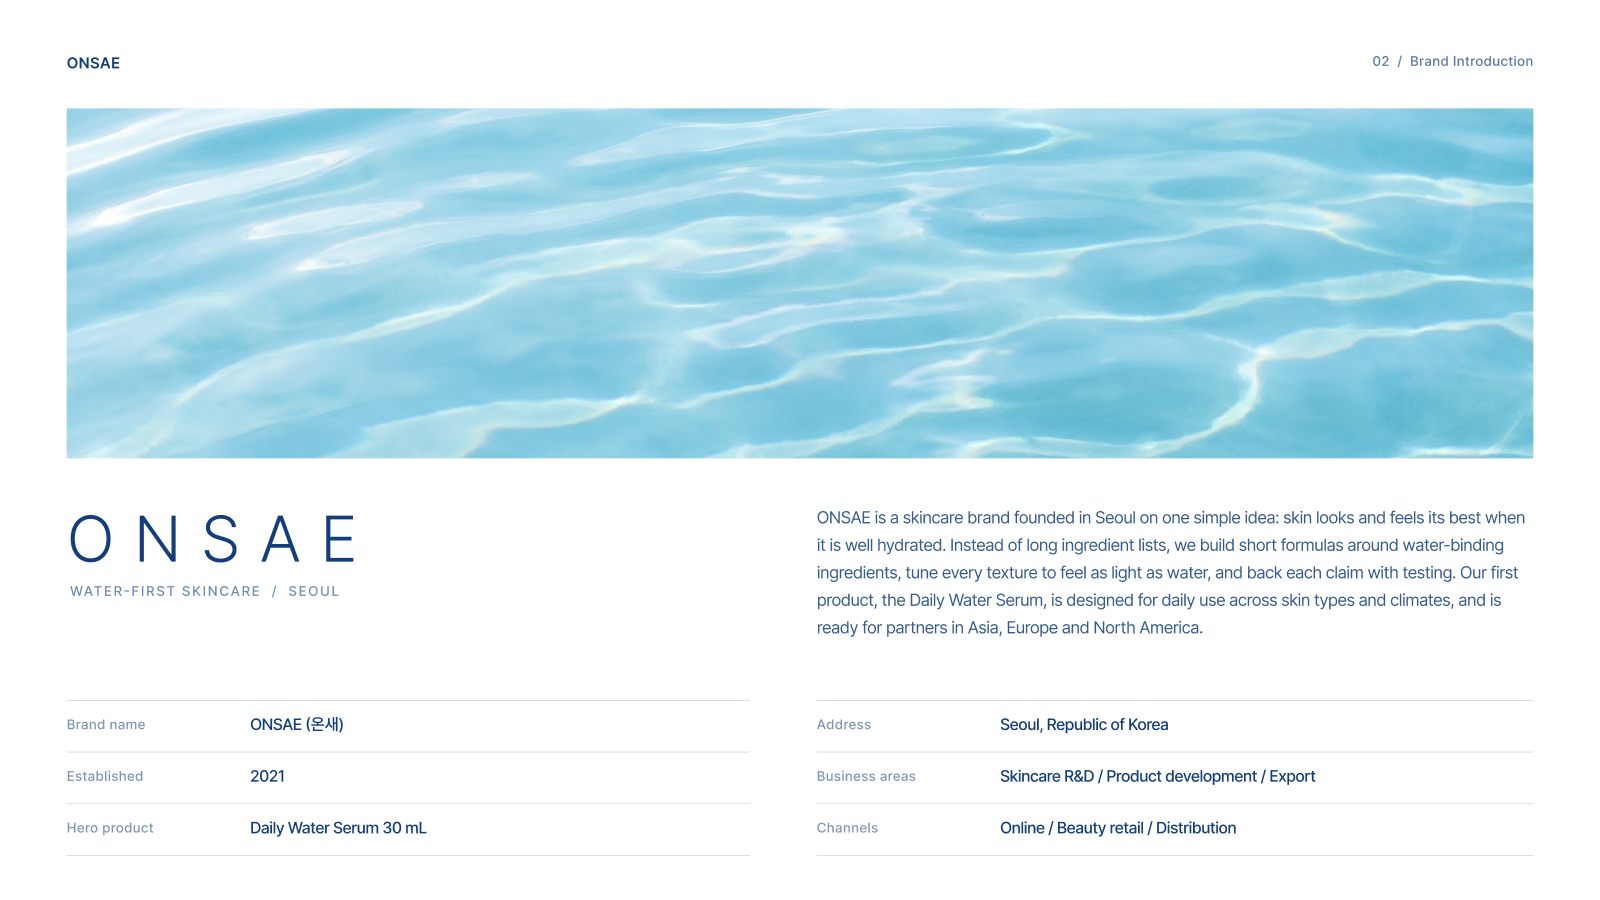 ONSAE
02 / Brand Introduction
ONSAE
WATER-FIRST SKINCARE / SEOUL
ONSAE is a skincare brand founded in Seoul on one simple idea: skin looks and feels its best when
it is well hydrated. Instead of long ingredient lists, we build short formulas around water-binding
ingredients, tune every texture to feel as light as water, and back each claim with testing. Our first
product, the Daily Water Serum, is designed for daily use across skin types and climates, and is
ready for partners in Asia, Europe and North America.
Brand name ONSAE (온새)
Established 2021
Hero product Daily Water Serum 30 mL
Address Seoul, Republic of Korea
Business areas Skincare R&D / Product development / Export
Channels Online / Beauty retail / Distribution